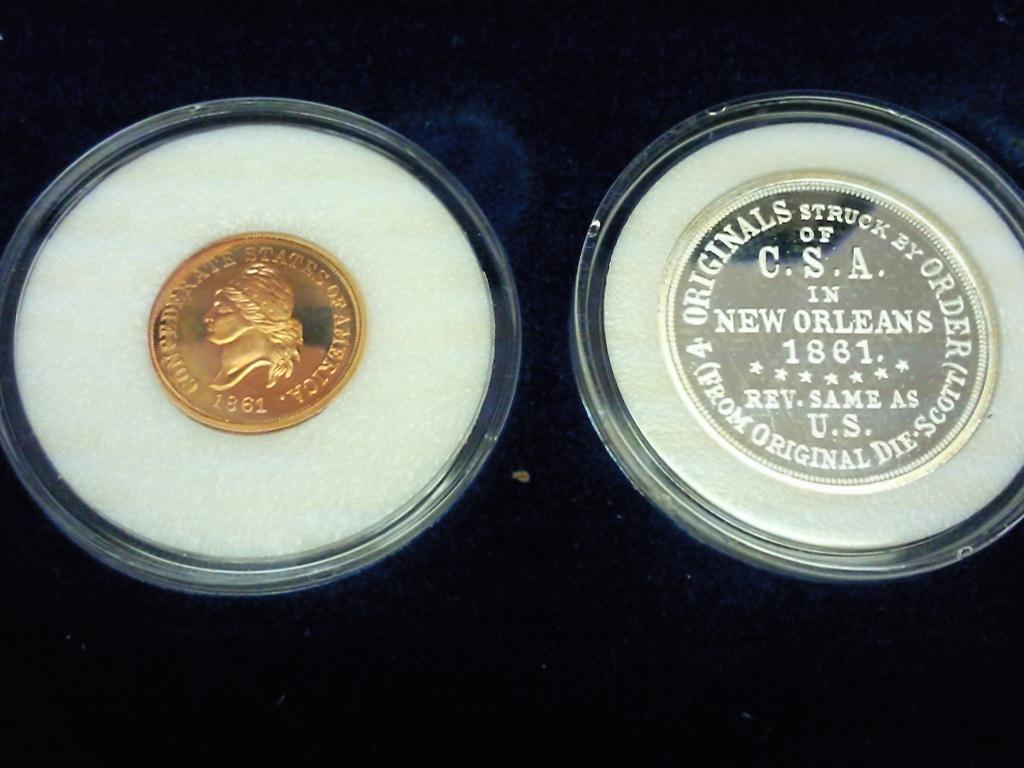 CONFEDERATE STATES OF AMERICA.
1861
4 ORIGINALS STRUCK BY ORDER
OF
C. S. A.
IN
NEW ORLEANS
1861.
REV. SAME AS
U.S.
(FROM ORIGINAL DIE·SCOTT)